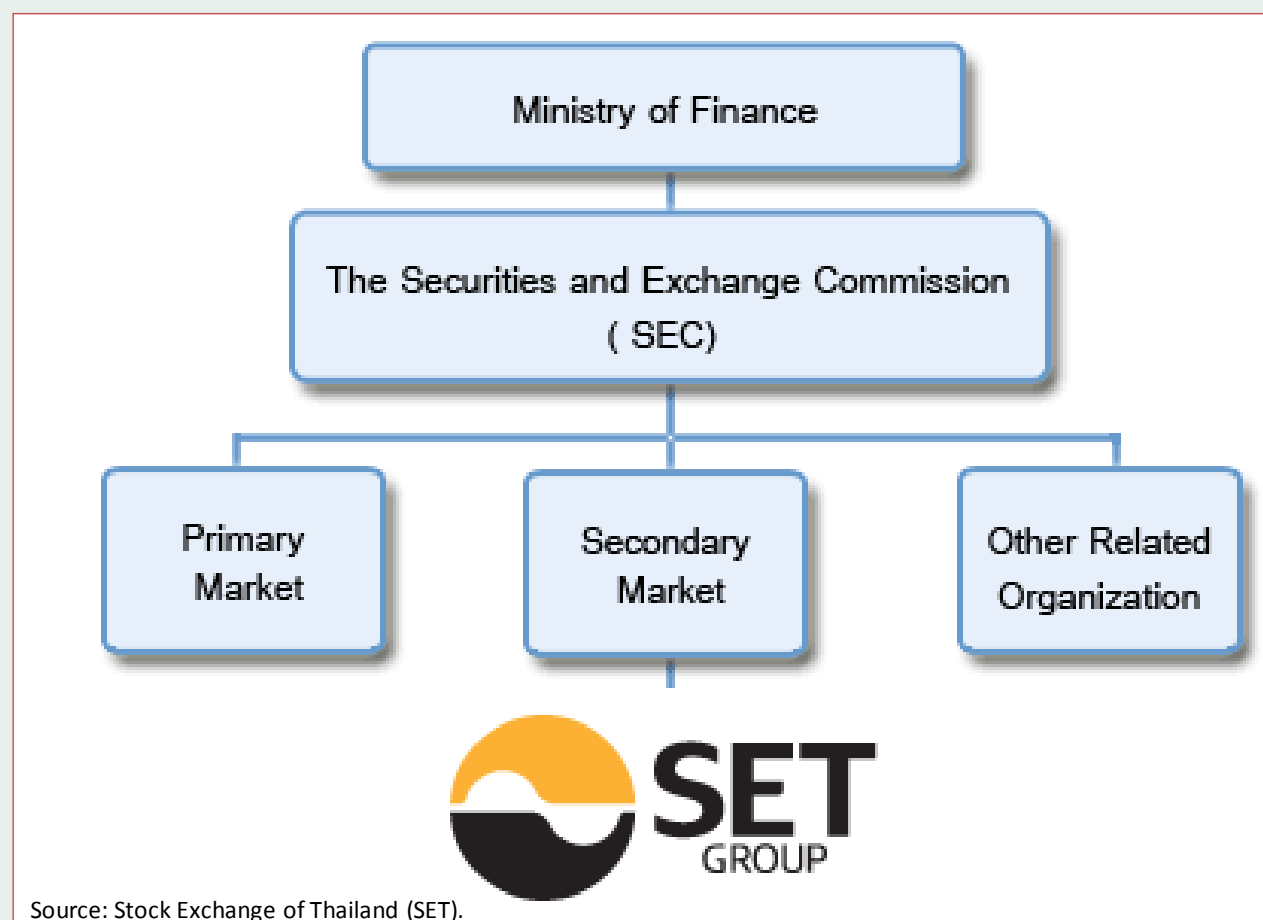 Ministry of Finance
The Securities and Exchange Commission
( SEC)
Primary
Market
Secondary
Market
Other Related
Organization
SET
GROUP
Source: Stock Exchange of Thailand (SET).